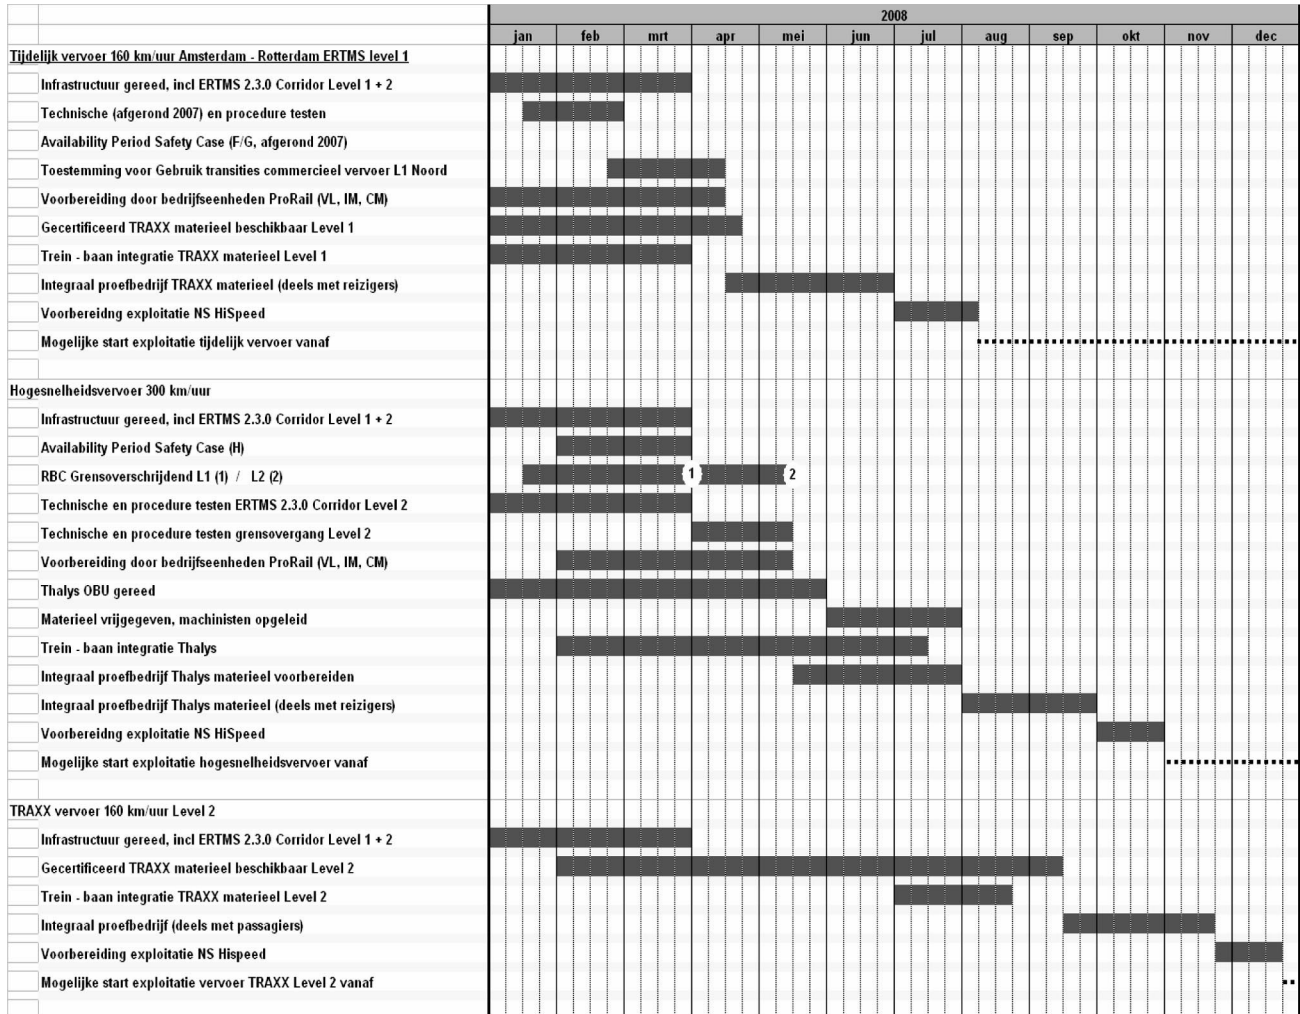 2008
jan feb mrt apr mei jun jul aug sep okt nov dec
Tijdelijk vervoer 160 km/uur Amsterdam - Rotterdam ERTMS level 1
Infrastructuur gereed, incl ERTMS 2.3.0 Corridor Level 1 + 2
Technische (afgerond 2007) en procedure testen
Availability Period Safety Case (F/G, afgerond 2007)
Toestemming voor Gebruik transities commercieel vervoer L1 Noord
Voorbereiding door bedrijfseenheden ProRail (VL, IM, CM)
Gecertificeerd TRAXX materieel beschikbaar Level 1
Trein - baan integratie TRAXX materieel Level 1
Integraal proefbedrijf TRAXX materieel (deels met reizigers)
Voorbereidng exploitatie NS HiSpeed
Mogelijke start exploitatie tijdelijk vervoer vanaf
Hogesnelheidsvervoer 300 km/uur
Infrastructuur gereed, incl ERTMS 2.3.0 Corridor Level 1 + 2
Availability Period Safety Case (H)
RBC Grensoverschrijdend L1 (1) / L2 (2) 1 2
Technische en procedure testen ERTMS 2.3.0 Corridor Level 2
Technische en procedure testen grensovergang Level 2
Voorbereiding door bedrijfseenheden ProRail (VL, IM, CM)
Thalys OBU gereed
Materieel vrijgegeven, machinisten opgeleid
Trein - baan integratie Thalys
Integraal proefbedrijf Thalys materieel voorbereiden
Integraal proefbedrijf Thalys materieel (deels met reizigers)
Voorbereidng exploitatie NS HiSpeed
Mogelijke start exploitatie hogesnelheidsvervoer vanaf
TRAXX vervoer 160 km/uur Level 2
Infrastructuur gereed, incl ERTMS 2.3.0 Corridor Level 1 + 2
Gecertificeerd TRAXX materieel beschikbaar Level 2
Trein - baan integratie TRAXX materieel Level 2
Integraal proefbedrijf (deels met passagiers)
Voorbereiding exploitatie NS Hispeed
Mogelijke start exploitatie vervoer TRAXX Level 2 vanaf